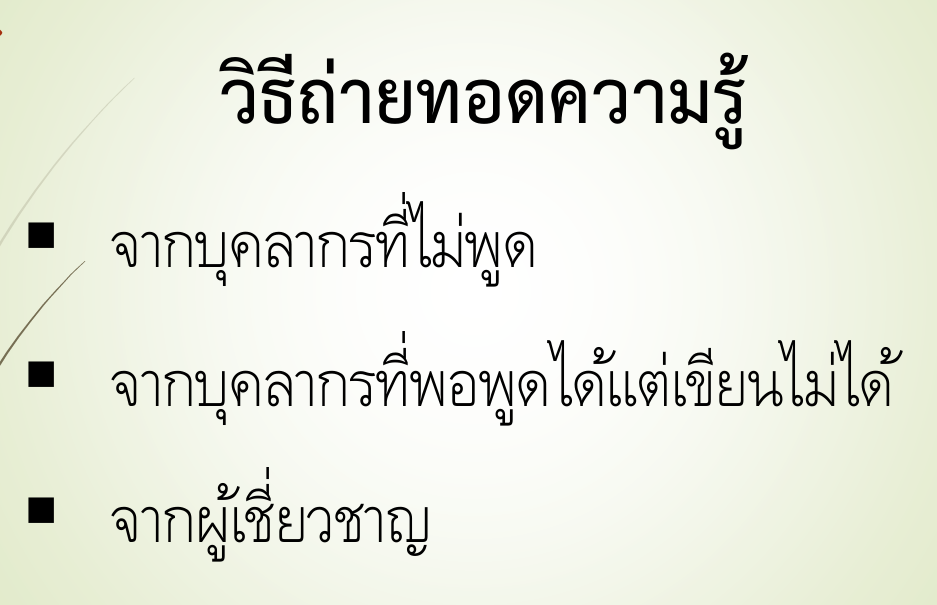 วิธีถ่ายทอดความรู้
▪ จากบุคลากรที่ไม่พูด
▪ จากบุคลากรที่พอพูดได้แต่เขียนไม่ได้
▪ จากผู้เชี่ยวชาญ